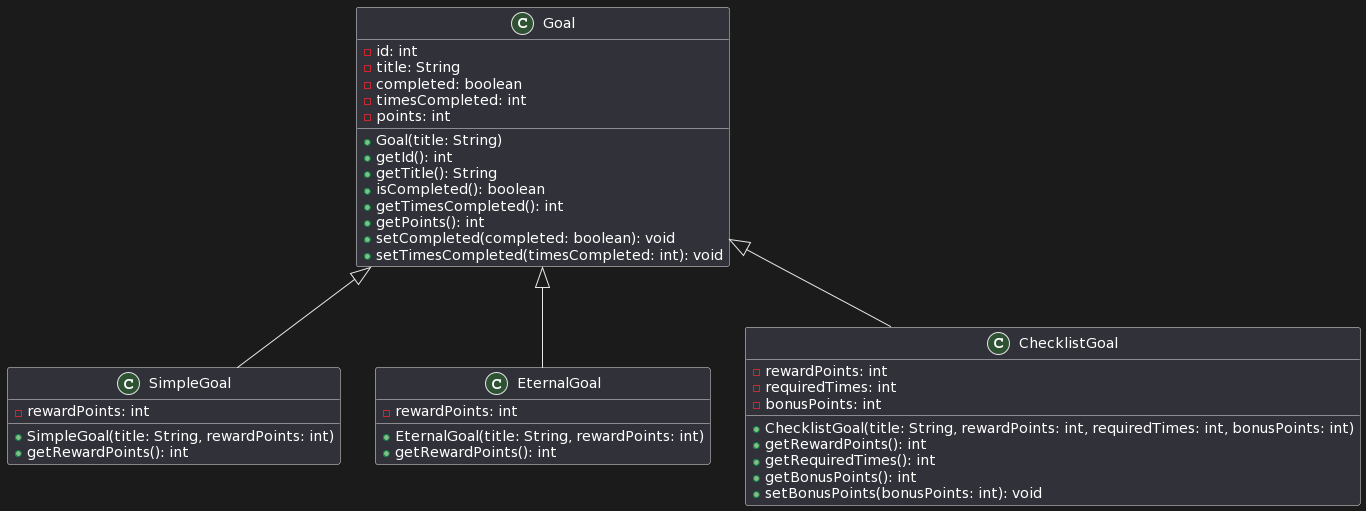 C Goal
id: int
title: String
completed: boolean
timesCompleted: int
points: int
Goal(title: String)
getId(): int
getTitle(): String
isCompleted(): boolean
getTimesCompleted(): int
getPoints(): int
setCompleted(completed: boolean): void
setTimesCompleted(timesCompleted: int): void
C SimpleGoal
rewardPoints: int
SimpleGoal(title: String, rewardPoints: int)
getRewardPoints(): int
C EternalGoal
rewardPoints: int
EternalGoal(title: String, rewardPoints: int)
getRewardPoints(): int
C ChecklistGoal
rewardPoints: int
requiredTimes: int
bonusPoints: int
ChecklistGoal(title: String, rewardPoints: int, requiredTimes: int, bonusPoints: int)
getRewardPoints(): int
getRequiredTimes(): int
getBonusPoints(): int
setBonusPoints(bonusPoints: int): void